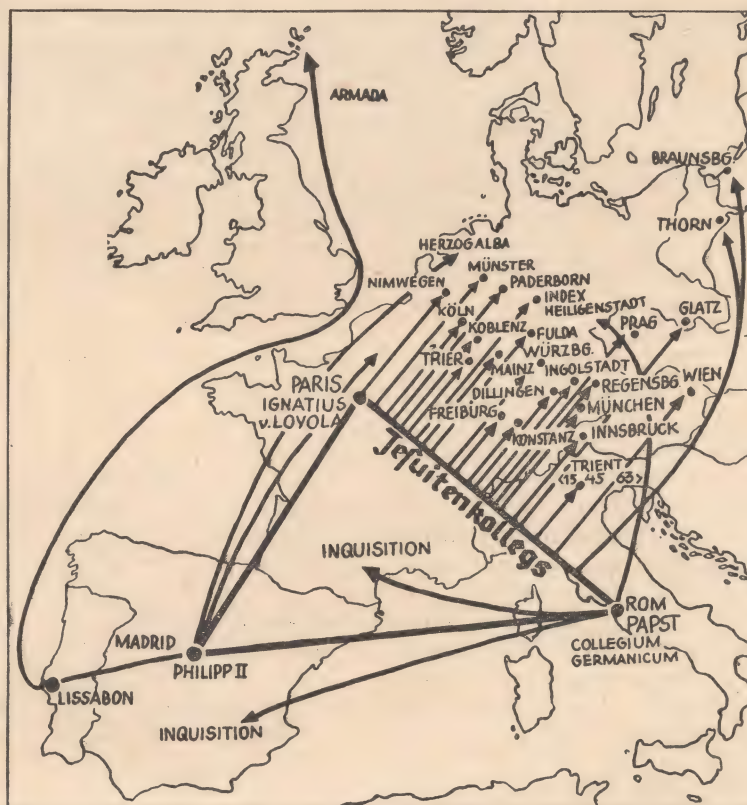 ARMADA
BRAUNSBG.
THORN
HERZOG ALBA
NIMWEGEN
MÜNSTER
PADERBORN
INDEX
HEILIGENSTADT
KÖLN
KOBLENZ
FULDA
PRAG
GLATZ
TRIER
MAINZ
WÜRZBG.
INGOLSTADT
REGENSBG.
WIEN
DILLINGEN
MÜNCHEN
FREIBURG
KONSTANZ
INNSBRUCK
PARIS
IGNATIUS
v. LOYOLA
TRIENT
<15 45 63>
Jesuitenkollegs
INQUISITION
ROM
PAPST
COLLEGIUM
GERMANICUM
MADRID
PHILIPP II
LISSABON
INQUISITION